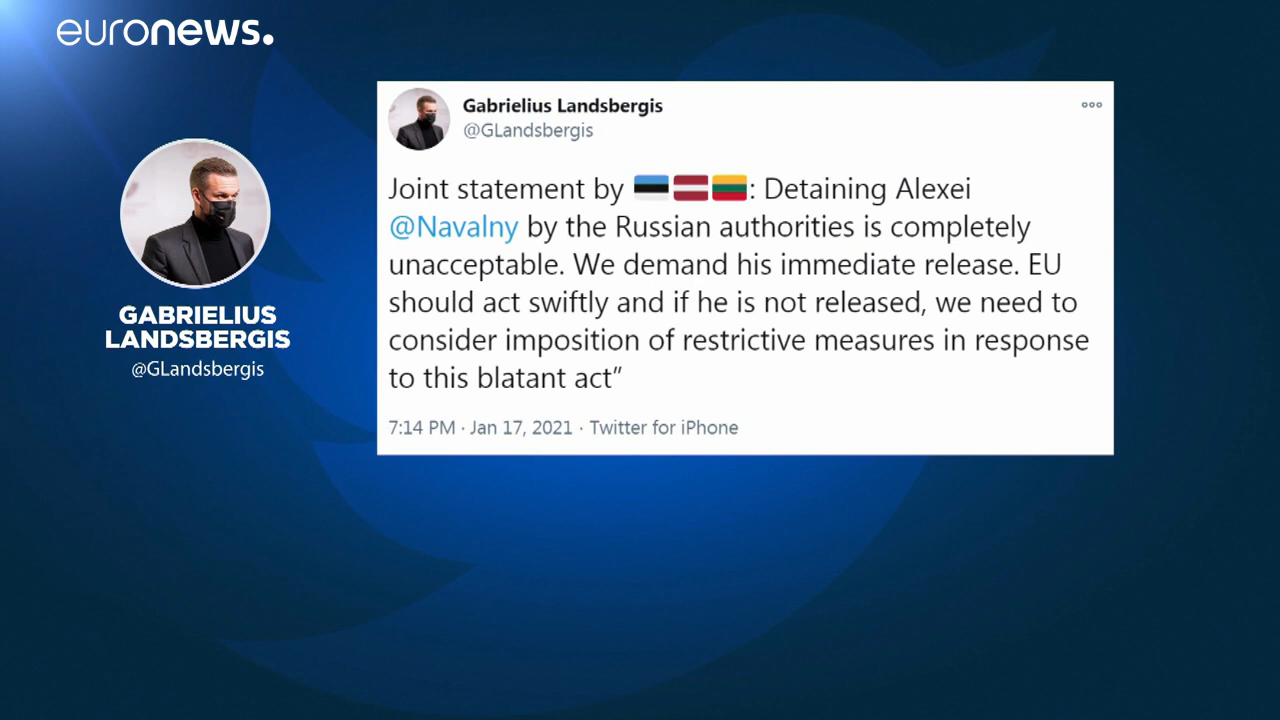 euronews.
GABRIELIUS
LANDSBERGIS
@GLandsbergis
Gabrielius Landsbergis
@GLandsbergis
Joint statement by 🇪🇪🇱🇻🇱🇹: Detaining Alexei
@Navalny by the Russian authorities is completely
unacceptable. We demand his immediate release. EU
should act swiftly and if he is not released, we need to
consider imposition of restrictive measures in response
to this blatant act”
7:14 PM · Jan 17, 2021 · Twitter for iPhone